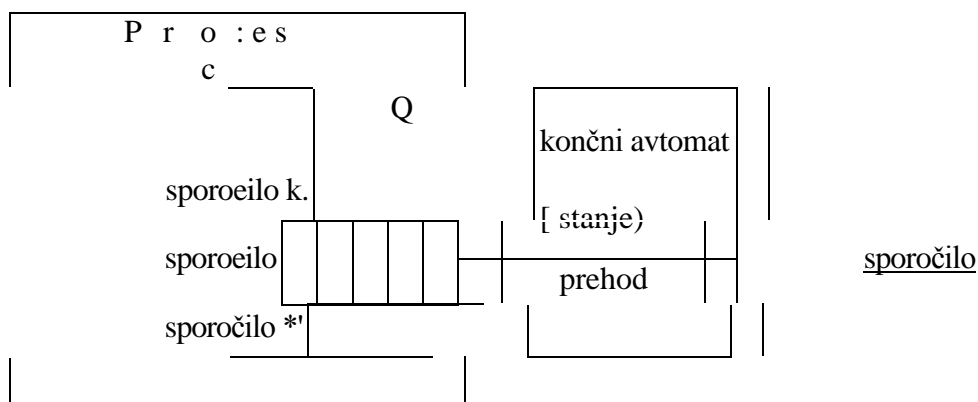 P r o :e s
c
Q
končni avtomat
sporoeilo k.
[ stanje)
sporoeilo
sporočilo
prehod
sporočilo *'